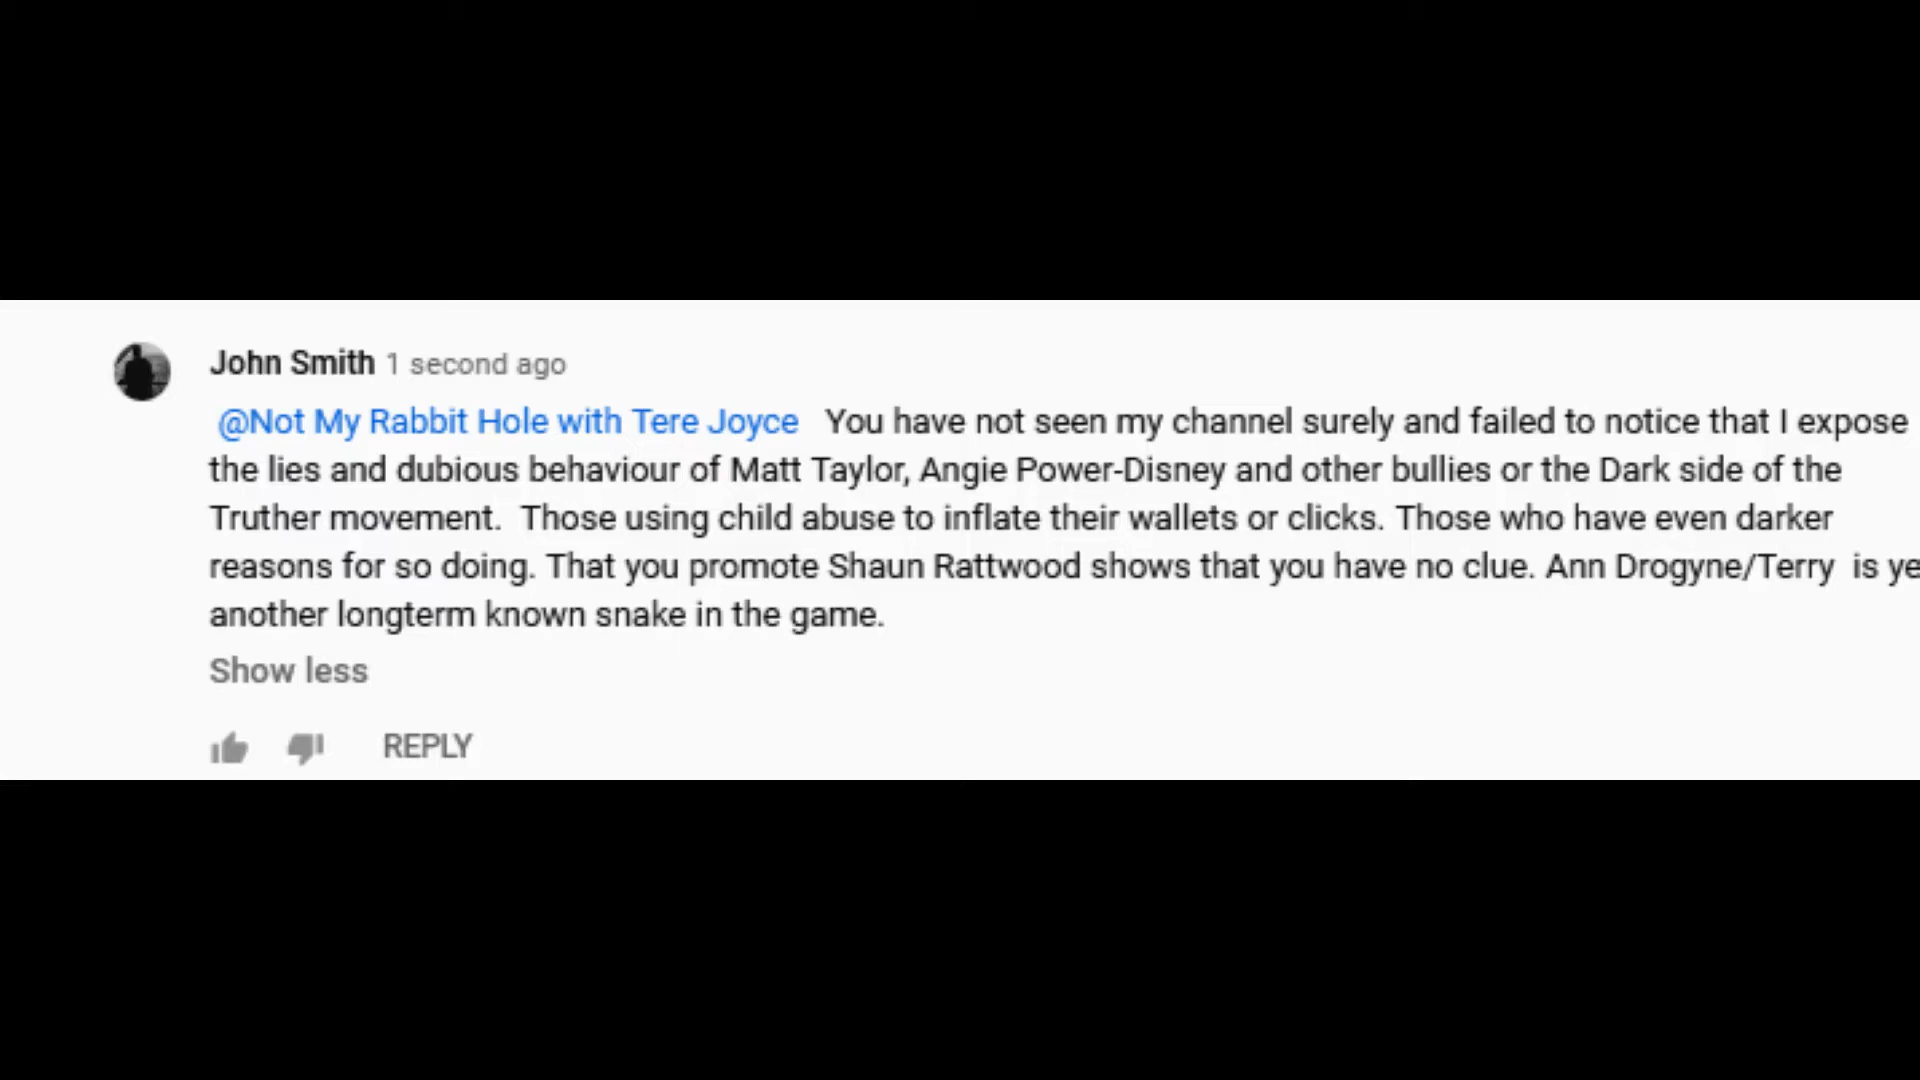 John Smith 1 second ago
@Not My Rabbit Hole with Tere Joyce You have not seen my channel surely and failed to notice that I expose
the lies and dubious behaviour of Matt Taylor, Angie Power-Disney and other bullies or the Dark side of the
Truther movement. Those using child abuse to inflate their wallets or clicks. Those who have even darker
reasons for so doing. That you promote Shaun Rattwood shows that you have no clue. Ann Drogyne/Terry is ye
another longterm known snake in the game.
Show less
REPLY